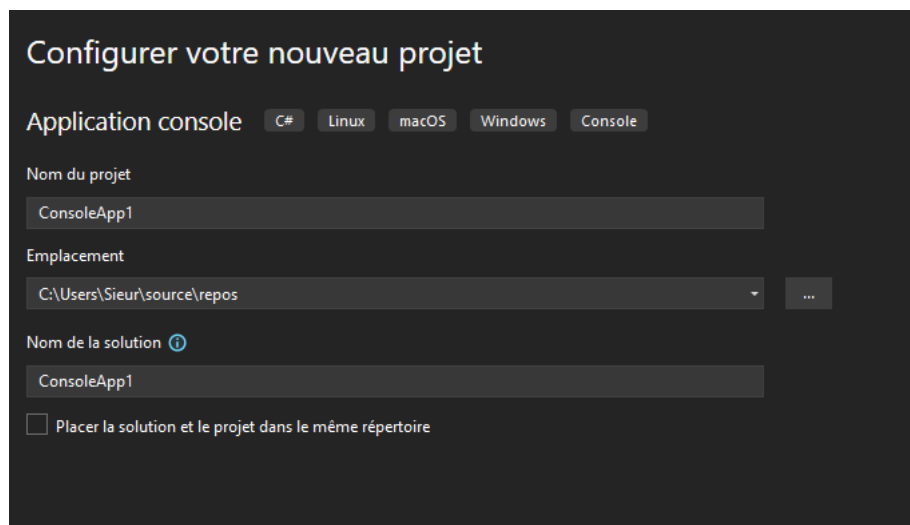 Configurer votre nouveau projet
Application console C# Linux macOS Windows Console
Nom du projet
ConsoleApp1
Emplacement
C:\Users\Sieur\source\repos
...
Nom de la solution
ConsoleApp1
Placer la solution et le projet dans le même répertoire